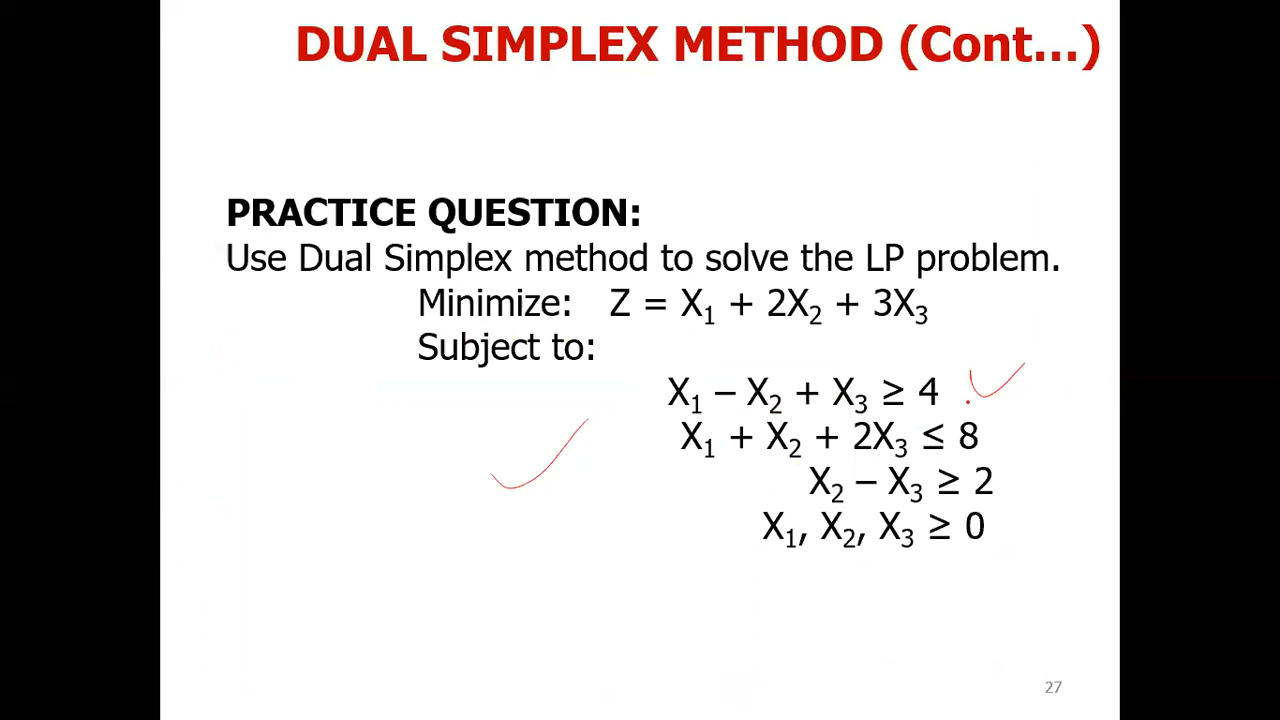 DUAL SIMPLEX METHOD (Cont…)
PRACTICE QUESTION:
Use Dual Simplex method to solve the LP problem.
Minimize: Z = X₁ + 2X₂ + 3X₃
Subject to:
X₁ – X₂ + X₃ ≥ 4
X₁ + X₂ + 2X₃ ≤ 8
X₂ – X₃ ≥ 2
X₁, X₂, X₃ ≥ 0
27